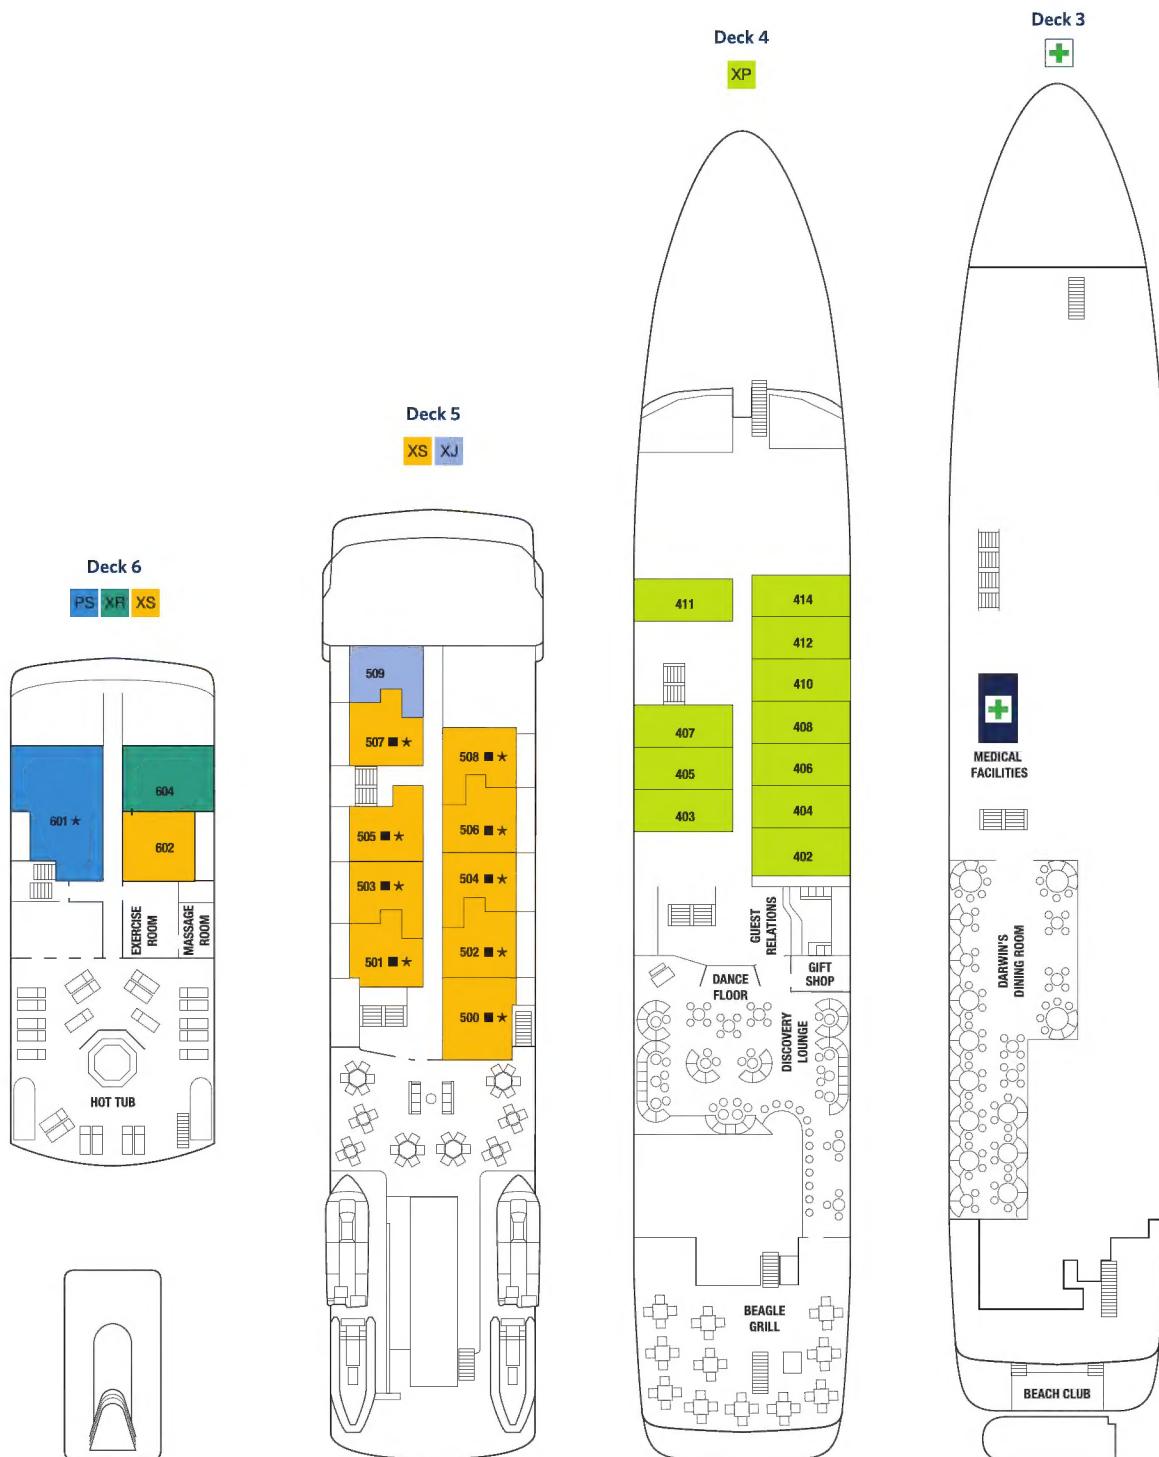 Deck 6
PS XR XS
601 ★
604
602
EXERCISE
ROOM
MASSAGE
ROOM
HOT TUB
Deck 5
XS XJ
509
507 ■ ★
508 ■ ★
505 ■ ★
506 ■ ★
503 ■ ★
504 ■ ★
501 ■ ★
502 ■ ★
500 ■ ★
Deck 4
XP
411
414
412
410
407
408
405
406
403
404
402
GUEST
RELATIONS
GIFT
SHOP
DANCE
FLOOR
DISCOVERY
LOUNGE
BEAGLE
GRILL
Deck 3
MEDICAL
FACILITIES
DARWIN'S
DINING ROOM
BEACH CLUB